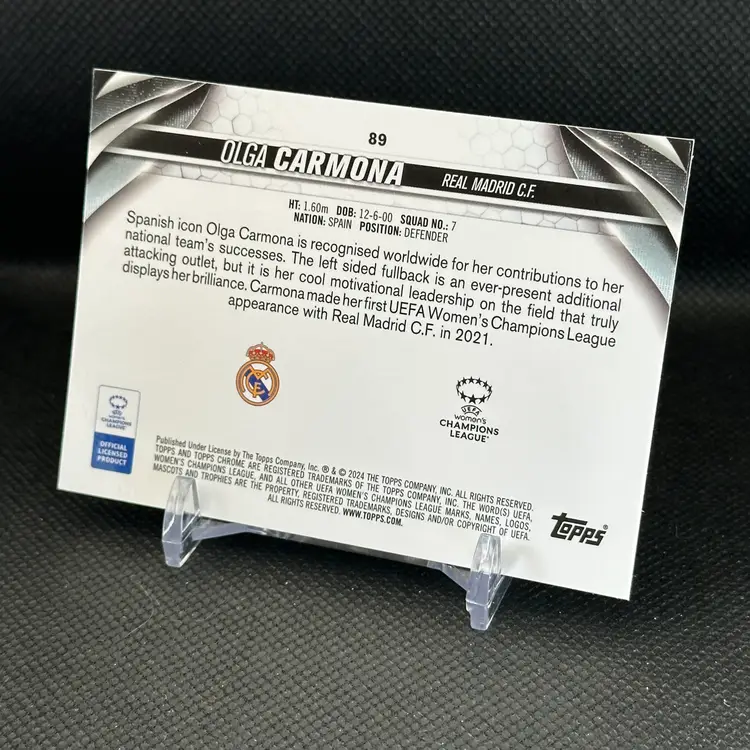 89
OLGA CARMONA REAL MADRID C.F.
HT: 1.60m DOB: 12-6-00 SQUAD NO.: 7
NATION: SPAIN POSITION: DEFENDER
Spanish icon Olga Carmona is recognised worldwide for her contributions to her
national team's successes. The left sided fullback is an ever-present additional
attacking outlet, but it is her cool motivational leadership on the field that truly
displays her brilliance. Carmona made her first UEFA Women's Champions League
appearance with Real Madrid C.F. in 2021.
women's
CHAMPIONS
LEAGUE
OFFICIAL
LICENSED
PRODUCT
UEFA
women's
CHAMPIONS
LEAGUE
Published Under License by The Topps Company, Inc. ® & © 2024 THE TOPPS COMPANY, INC. ALL RIGHTS RESERVED.
TOPPS AND TOPPS CHROME ARE REGISTERED TRADEMARKS OF THE TOPPS COMPANY, INC. THE WORD(S) UEFA,
WOMEN'S CHAMPIONS LEAGUE, AND ALL OTHER UEFA WOMEN'S CHAMPIONS LEAGUE MARKS, NAMES, LOGOS,
MASCOTS AND TROPHIES ARE THE PROPERTY, REGISTERED TRADEMARKS, DESIGNS AND/OR COPYRIGHT OF UEFA.
ALL RIGHTS RESERVED. WWW.TOPPS.COM.
topps®